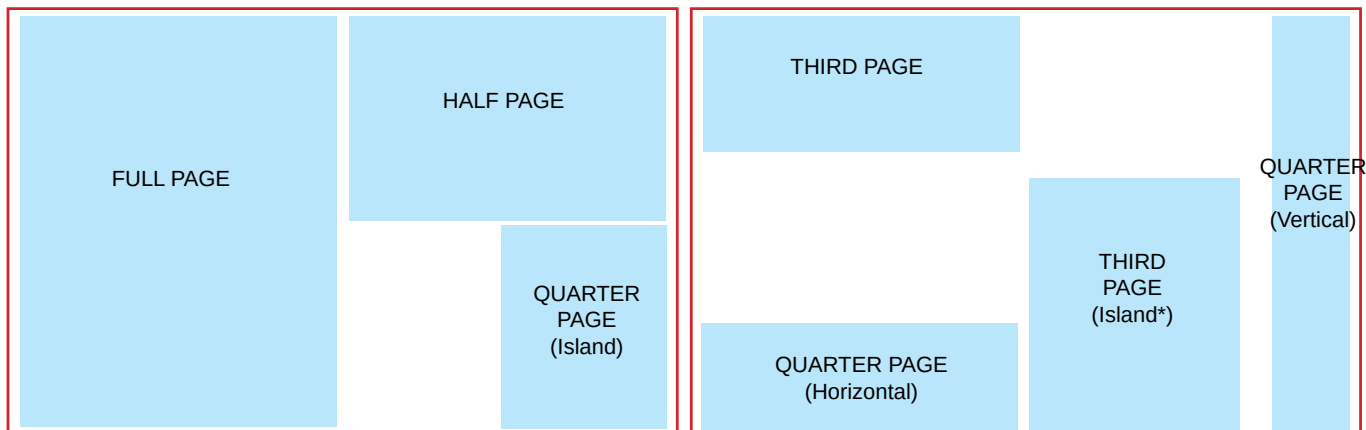 FULL PAGE
HALF PAGE
QUARTER
PAGE
(Island)
THIRD PAGE
QUARTER PAGE
(Horizontal)
THIRD
PAGE
(Island*)
QUARTER
PAGE
(Vertical)